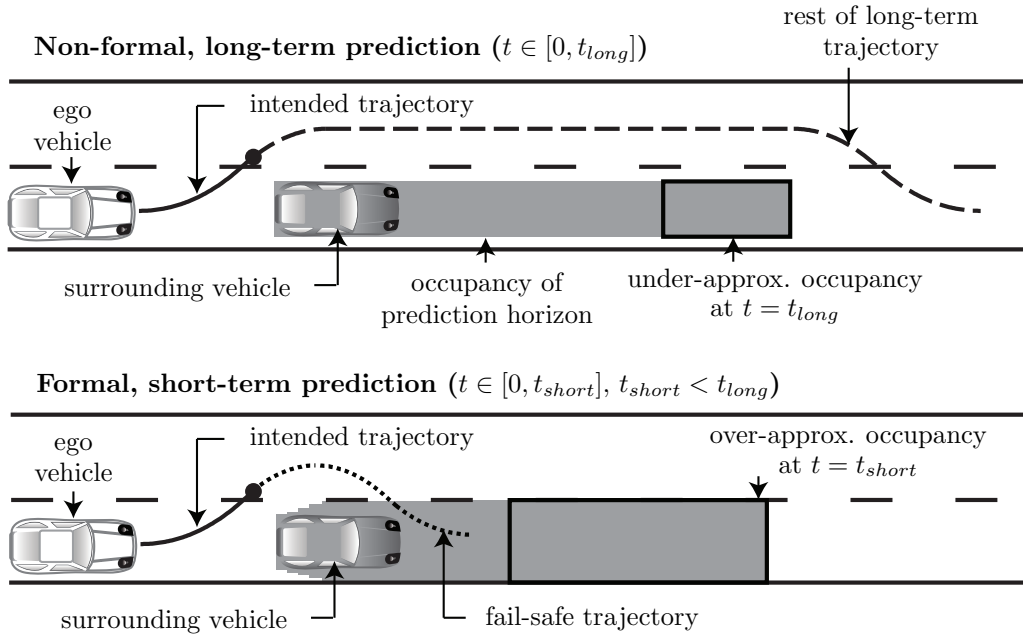 rest of long-term
trajectory
Non-formal, long-term prediction (t ∈ [0, t_long])
ego
vehicle
intended trajectory
surrounding vehicle
occupancy of
prediction horizon
under-approx. occupancy
at t = t_long
Formal, short-term prediction (t ∈ [0, t_short], t_short < t_long)
ego
vehicle
intended trajectory
over-approx. occupancy
at t = t_short
surrounding vehicle
fail-safe trajectory